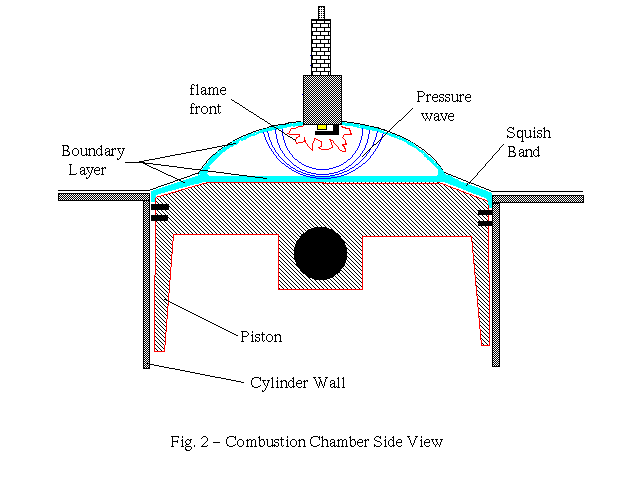 flame
front
Pressure
wave
Squish
Band
Boundary
Layer
Piston
Cylinder Wall
Fig. 2 – Combustion Chamber Side View